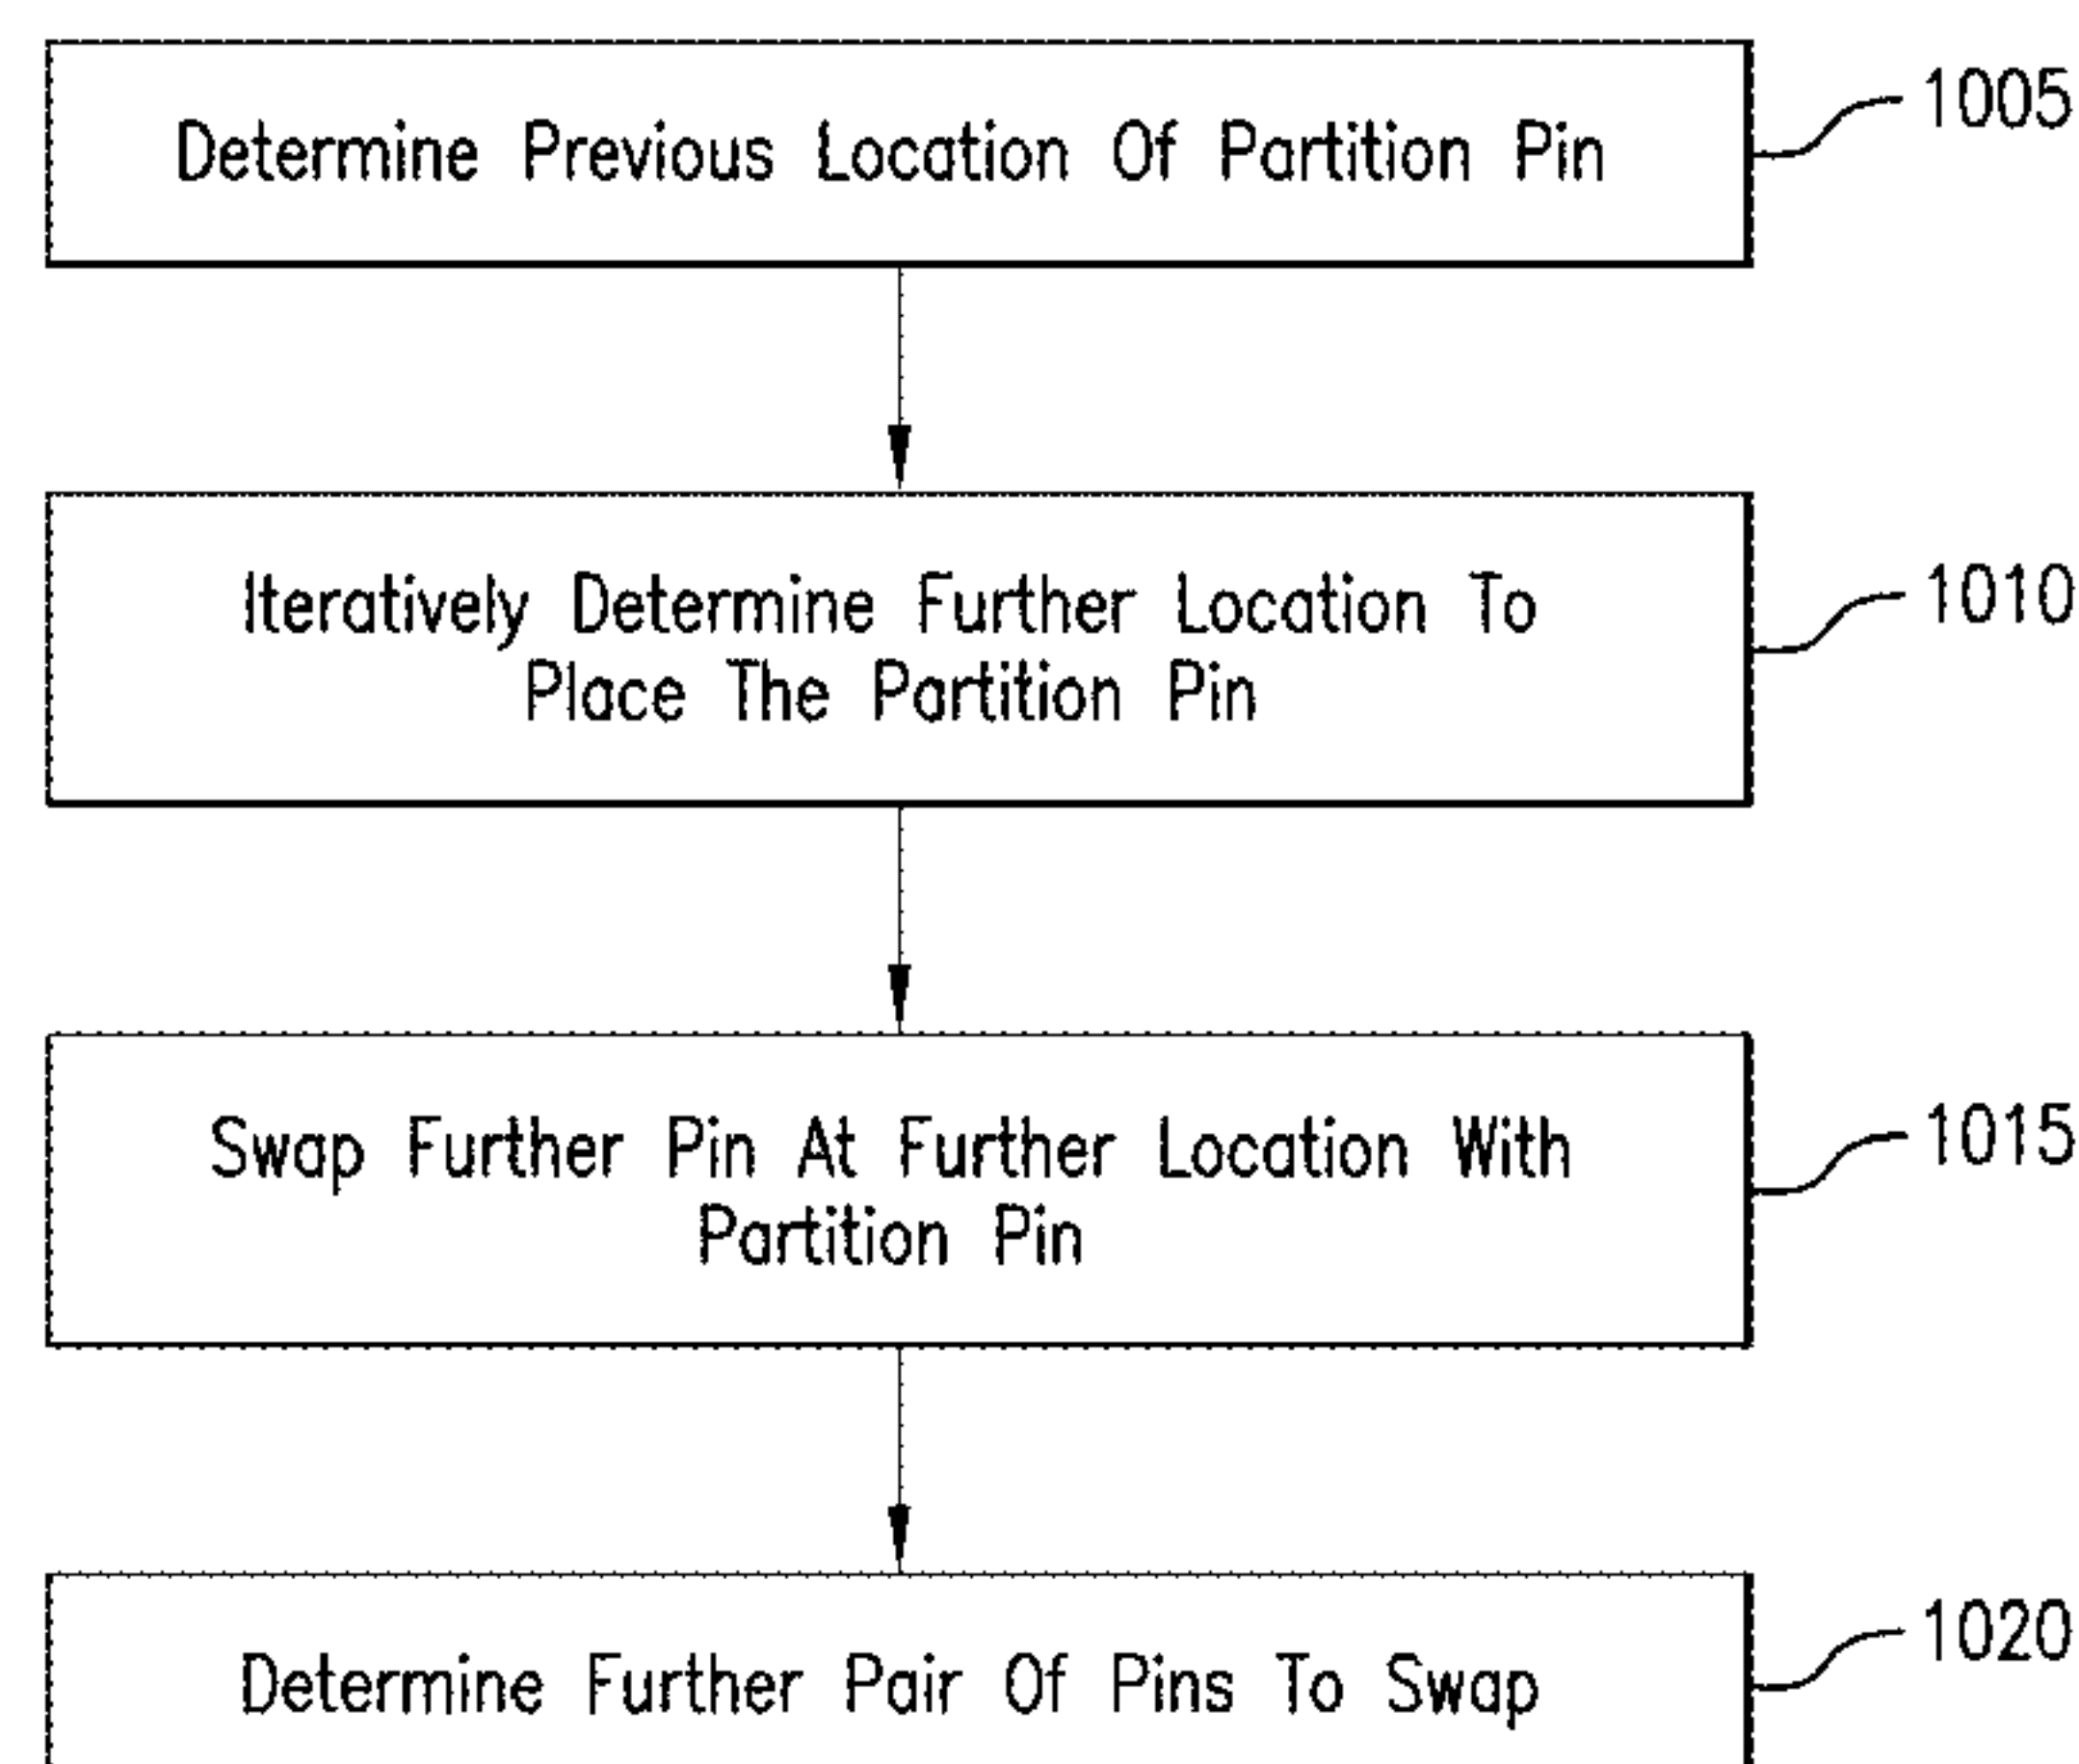 Determine Previous Location Of Partition Pin
1005
Iteratively Determine Further Location To
Place The Partition Pin
1010
Swap Further Pin At Further Location With
Partition Pin
1015
Determine Further Pair Of Pins To Swap
1020